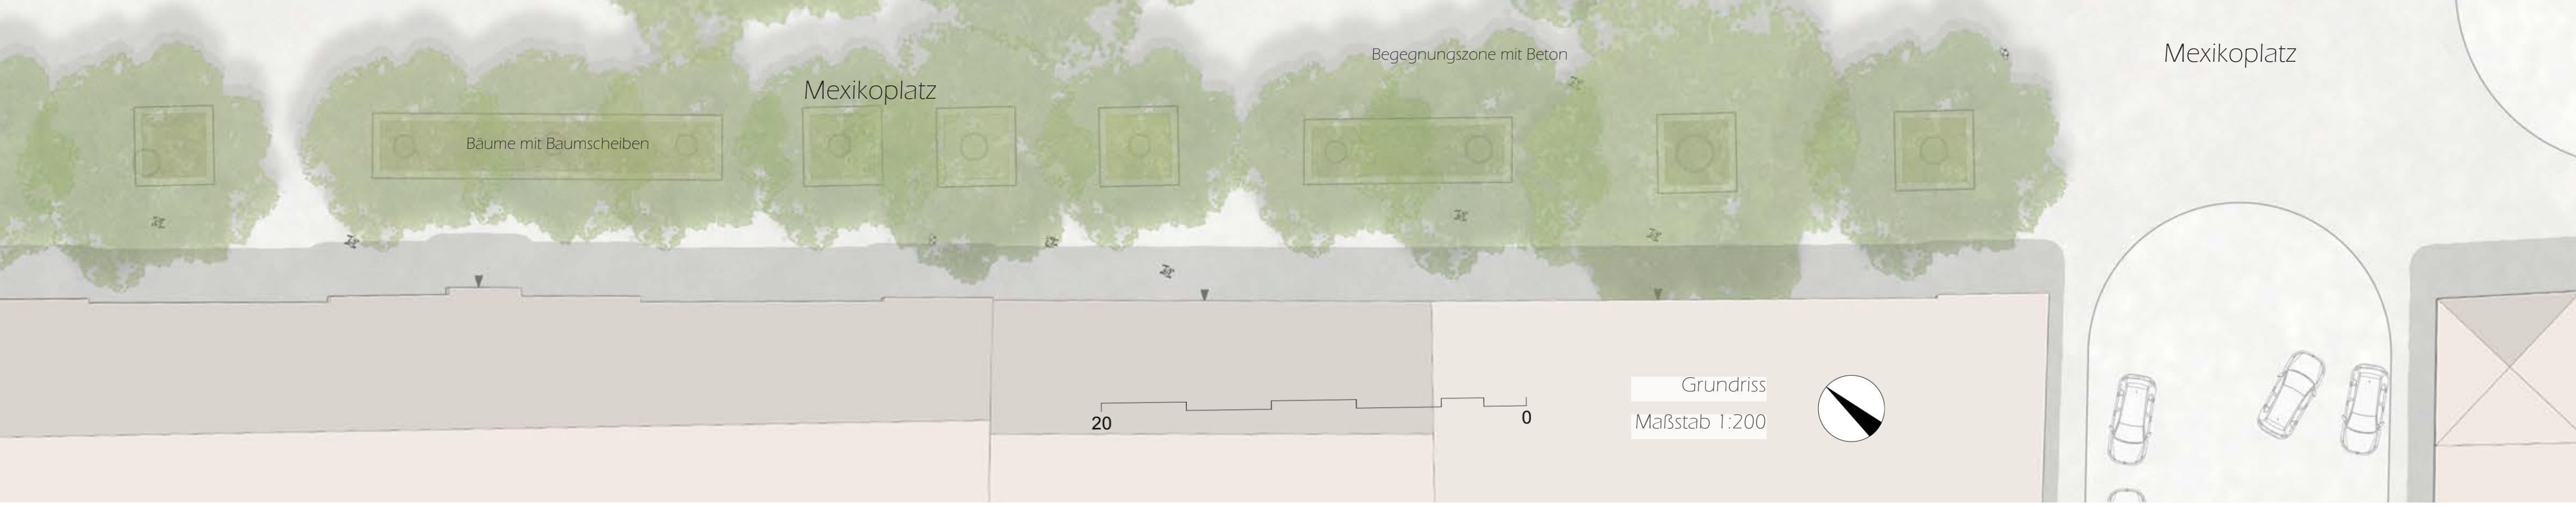 Mexikoplatz
Begegnungszone mit Beton
Mexikoplatz
Bäume mit Baumscheiben
Grundriss
Maßstab 1:200
20
0